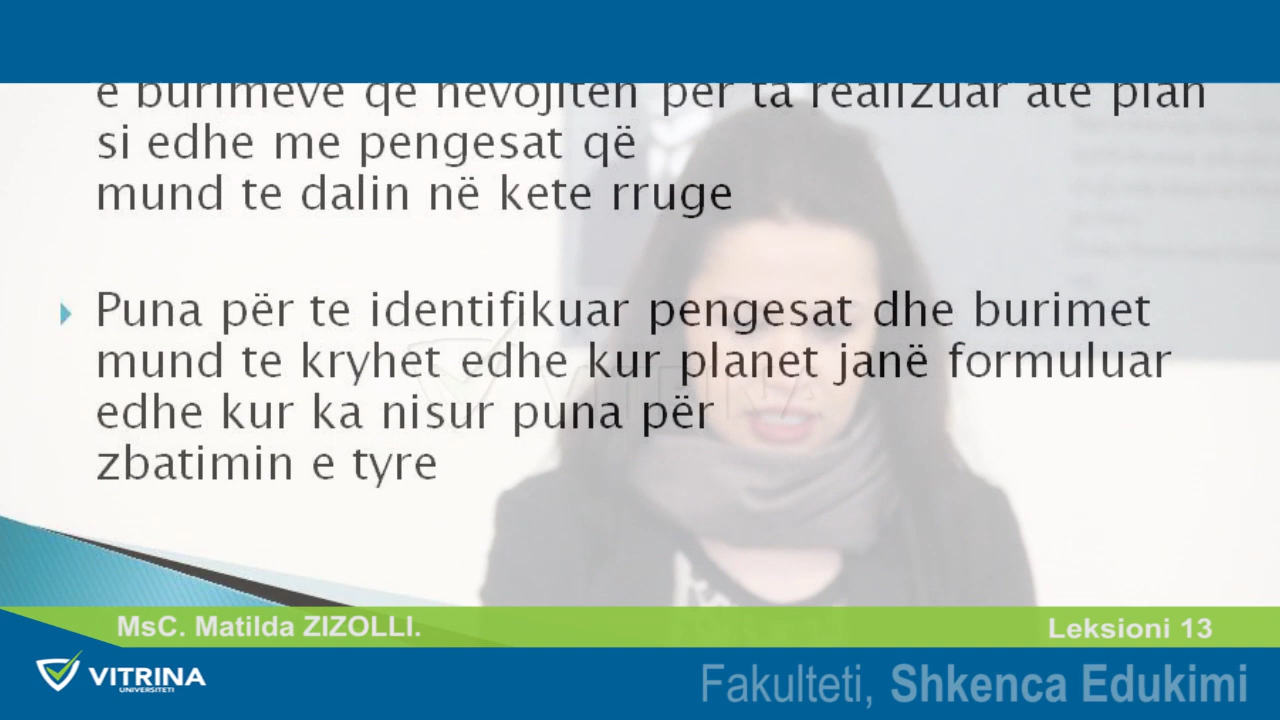 e burimeve që nevojiten për ta realizuar atë plan
si edhe me pengesat që
mund te dalin në kete rruge
Puna për te identifikuar pengesat dhe burimet
mund te kryhet edhe kur planet janë formuluar
edhe kur ka nisur puna për
zbatimin e tyre
VITRINA
MsC. Matilda ZIZOLLI.
Leksioni 13
VITRINA
UNIVERSITETI
Fakulteti, Shkenca Edukimi